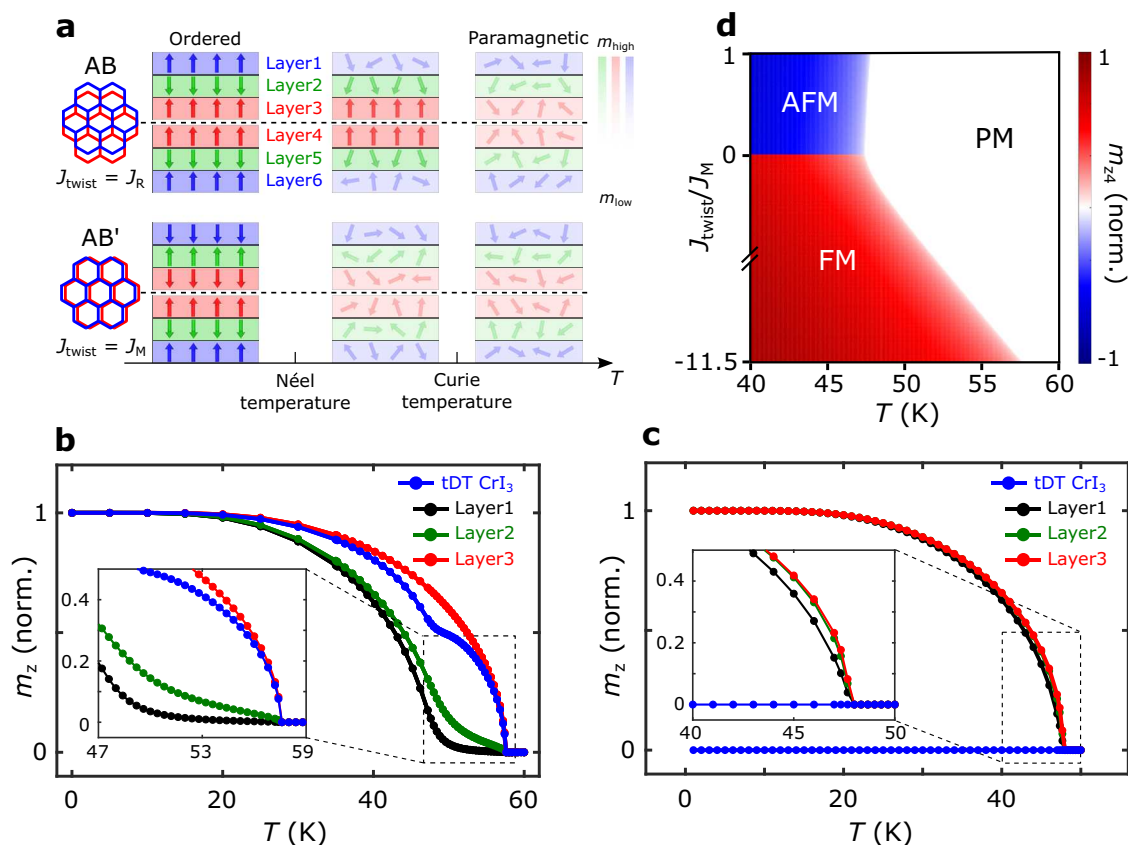 a
Ordered
Paramagnetic
AB
J_twist = J_R
Layer1
Layer2
Layer3
Layer4
Layer5
Layer6
m_high
m_low
AB'
J_twist = J_M
Néel
temperature
Curie
temperature
T
d
1
0
-11.5
J_twist/J_M
AFM
FM
PM
40
45
50
55
60
T (K)
1
-1
m_z4 (norm.)
b
tDT CrI₃
Layer1
Layer2
Layer3
1
0
m_z (norm.)
0.4
0.2
0
47
53
59
0
20
40
60
T (K)
c
tDT CrI₃
Layer1
Layer2
Layer3
1
0
m_z (norm.)
0.4
0.2
0
40
45
50
0
20
40
T (K)